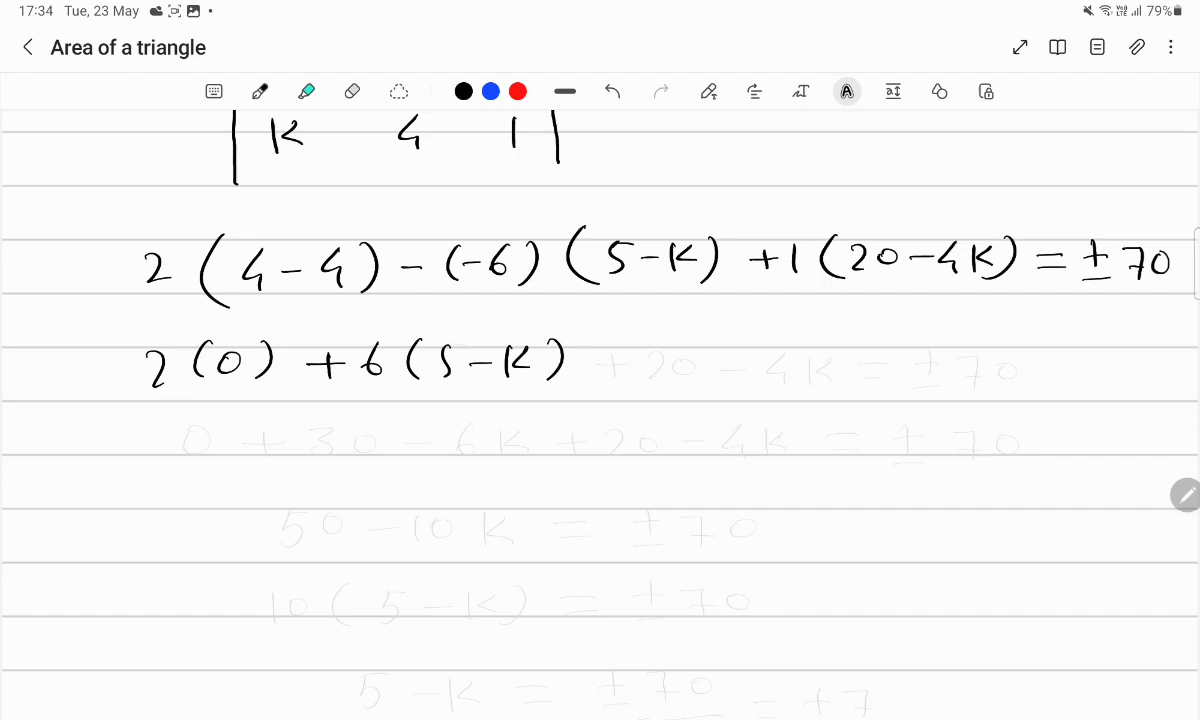 17:34 Tue, 23 May 79%
Area of a triangle
K 4 1
2 (4-4) - (-6) (5-K) +1 (20-4K) = ±70
2 (0) + 6 (5-K) + 20 - 4K = ±70
0 + 30 - 6K + 20 - 4K = ±70
50 - 10K = ±70
10 (5-K) = ±70
5 - K = ±70 = +7